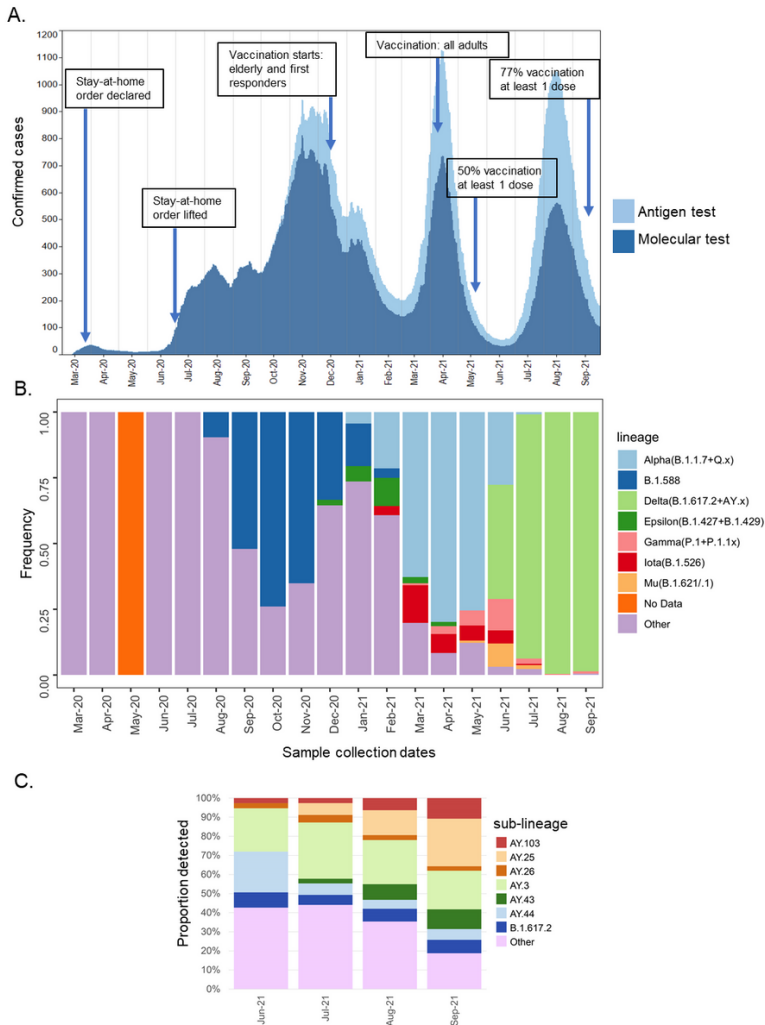 A.
Confirmed cases
1200
1100
1000
900
800
700
600
500
400
300
200
100
0
Stay-at-home
order declared
Stay-at-home
order lifted
Vaccination starts:
elderly and first
responders
Vaccination: all adults
50% vaccination
at least 1 dose
77% vaccination
at least 1 dose
Antigen test
Molecular test
Mar-20
Apr-20
May-20
Jun-20
Jul-20
Aug-20
Sep-20
Oct-20
Nov-20
Dec-20
Jan-21
Feb-21
Mar-21
Apr-21
May-21
Jun-21
Jul-21
Aug-21
Sep-21
B.
Frequency
1.00
0.75
0.50
0.25
0.00
lineage
Alpha(B.1.1.7+Q.x)
B.1.588
Delta(B.1.617.2+AY.x)
Epsilon(B.1.427+B.1.429)
Gamma(P.1+P.1.1x)
Iota(B.1.526)
Mu(B.1.621/.1)
No Data
Other
Mar-20
Apr-20
May-20
Jun-20
Jul-20
Aug-20
Sep-20
Oct-20
Nov-20
Dec-20
Jan-21
Feb-21
Mar-21
Apr-21
May-21
Jun-21
Jul-21
Aug-21
Sep-21
Sample collection dates
C.
Proportion detected
100%
90%
80%
70%
60%
50%
40%
30%
20%
10%
0%
sub-lineage
AY.103
AY.25
AY.26
AY.3
AY.43
AY.44
B.1.617.2
Other
Jun-21
Jul-21
Aug-21
Sep-21